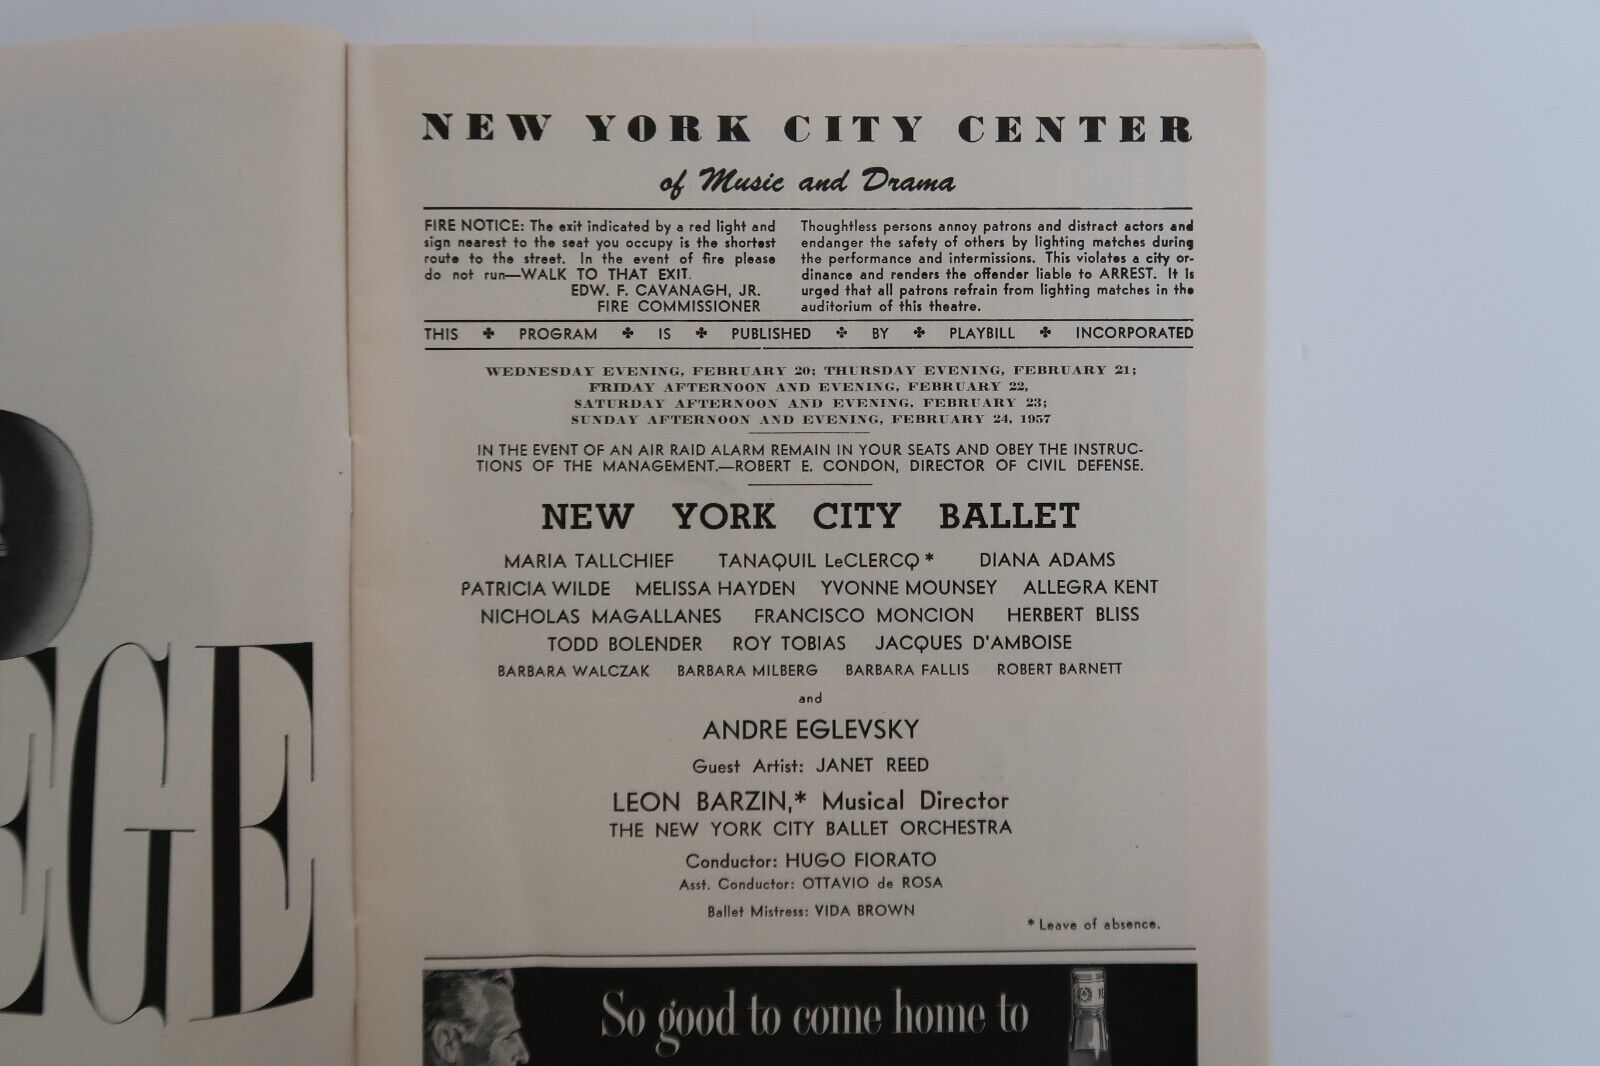 NEW YORK CITY CENTER
of Music and Drama
FIRE NOTICE: The exit indicated by a red light and
sign nearest to the seat you occupy is the shortest
route to the street. In the event of fire please
do not run—WALK TO THAT EXIT.
EDW. F. CAVANAGH, JR.
FIRE COMMISSIONER
Thoughtless persons annoy patrons and distract actors and
endanger the safety of others by lighting matches during
the performance and intermissions. This violates a city or-
dinance and renders the offender liable to ARREST. It is
urged that all patrons refrain from lighting matches in the
auditorium of this theatre.
THIS ✤ PROGRAM ✤ IS ✤ PUBLISHED ✤ BY ✤ PLAYBILL ✤ INCORPORATED
WEDNESDAY EVENING, FEBRUARY 20; THURSDAY EVENING, FEBRUARY 21;
FRIDAY AFTERNOON AND EVENING, FEBRUARY 22,
SATURDAY AFTERNOON AND EVENING, FEBRUARY 23;
SUNDAY AFTERNOON AND EVENING, FEBRUARY 24, 1957
IN THE EVENT OF AN AIR RAID ALARM REMAIN IN YOUR SEATS AND OBEY THE INSTRUC-
TIONS OF THE MANAGEMENT.—ROBERT E. CONDON, DIRECTOR OF CIVIL DEFENSE.
NEW YORK CITY BALLET
MARIA TALLCHIEF TANAQUIL LeCLERCQ * DIANA ADAMS
PATRICIA WILDE MELISSA HAYDEN YVONNE MOUNSEY ALLEGRA KENT
NICHOLAS MAGALLANES FRANCISCO MONCION HERBERT BLISS
TODD BOLENDER ROY TOBIAS JACQUES D'AMBOISE
BARBARA WALCZAK BARBARA MILBERG BARBARA FALLIS ROBERT BARNETT
and
ANDRE EGLEVSKY
Guest Artist: JANET REED
LEON BARZIN,* Musical Director
THE NEW YORK CITY BALLET ORCHESTRA
Conductor: HUGO FIORATO
Asst. Conductor: OTTAVIO de ROSA
Ballet Mistress: VIDA BROWN
* Leave of absence.
So good to come home to
EGE